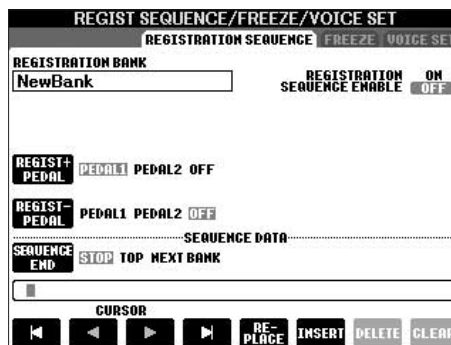 REGIST SEQUENCE/FREEZE/VOICE SET
REGISTRATION SEQUENCE FREEZE VOICE SET
REGISTRATION BANK
NewBank
REGISTRATION SEQUENCE ENABLE
ON
OFF
REGIST+ PEDAL PEDAL1 PEDAL2 OFF
REGIST- PEDAL PEDAL1 PEDAL2 OFF
SEQUENCE DATA
SEQUENCE END STOP TOP NEXT BANK
CURSOR
RE-PLACE INSERT DELETE CLEAR